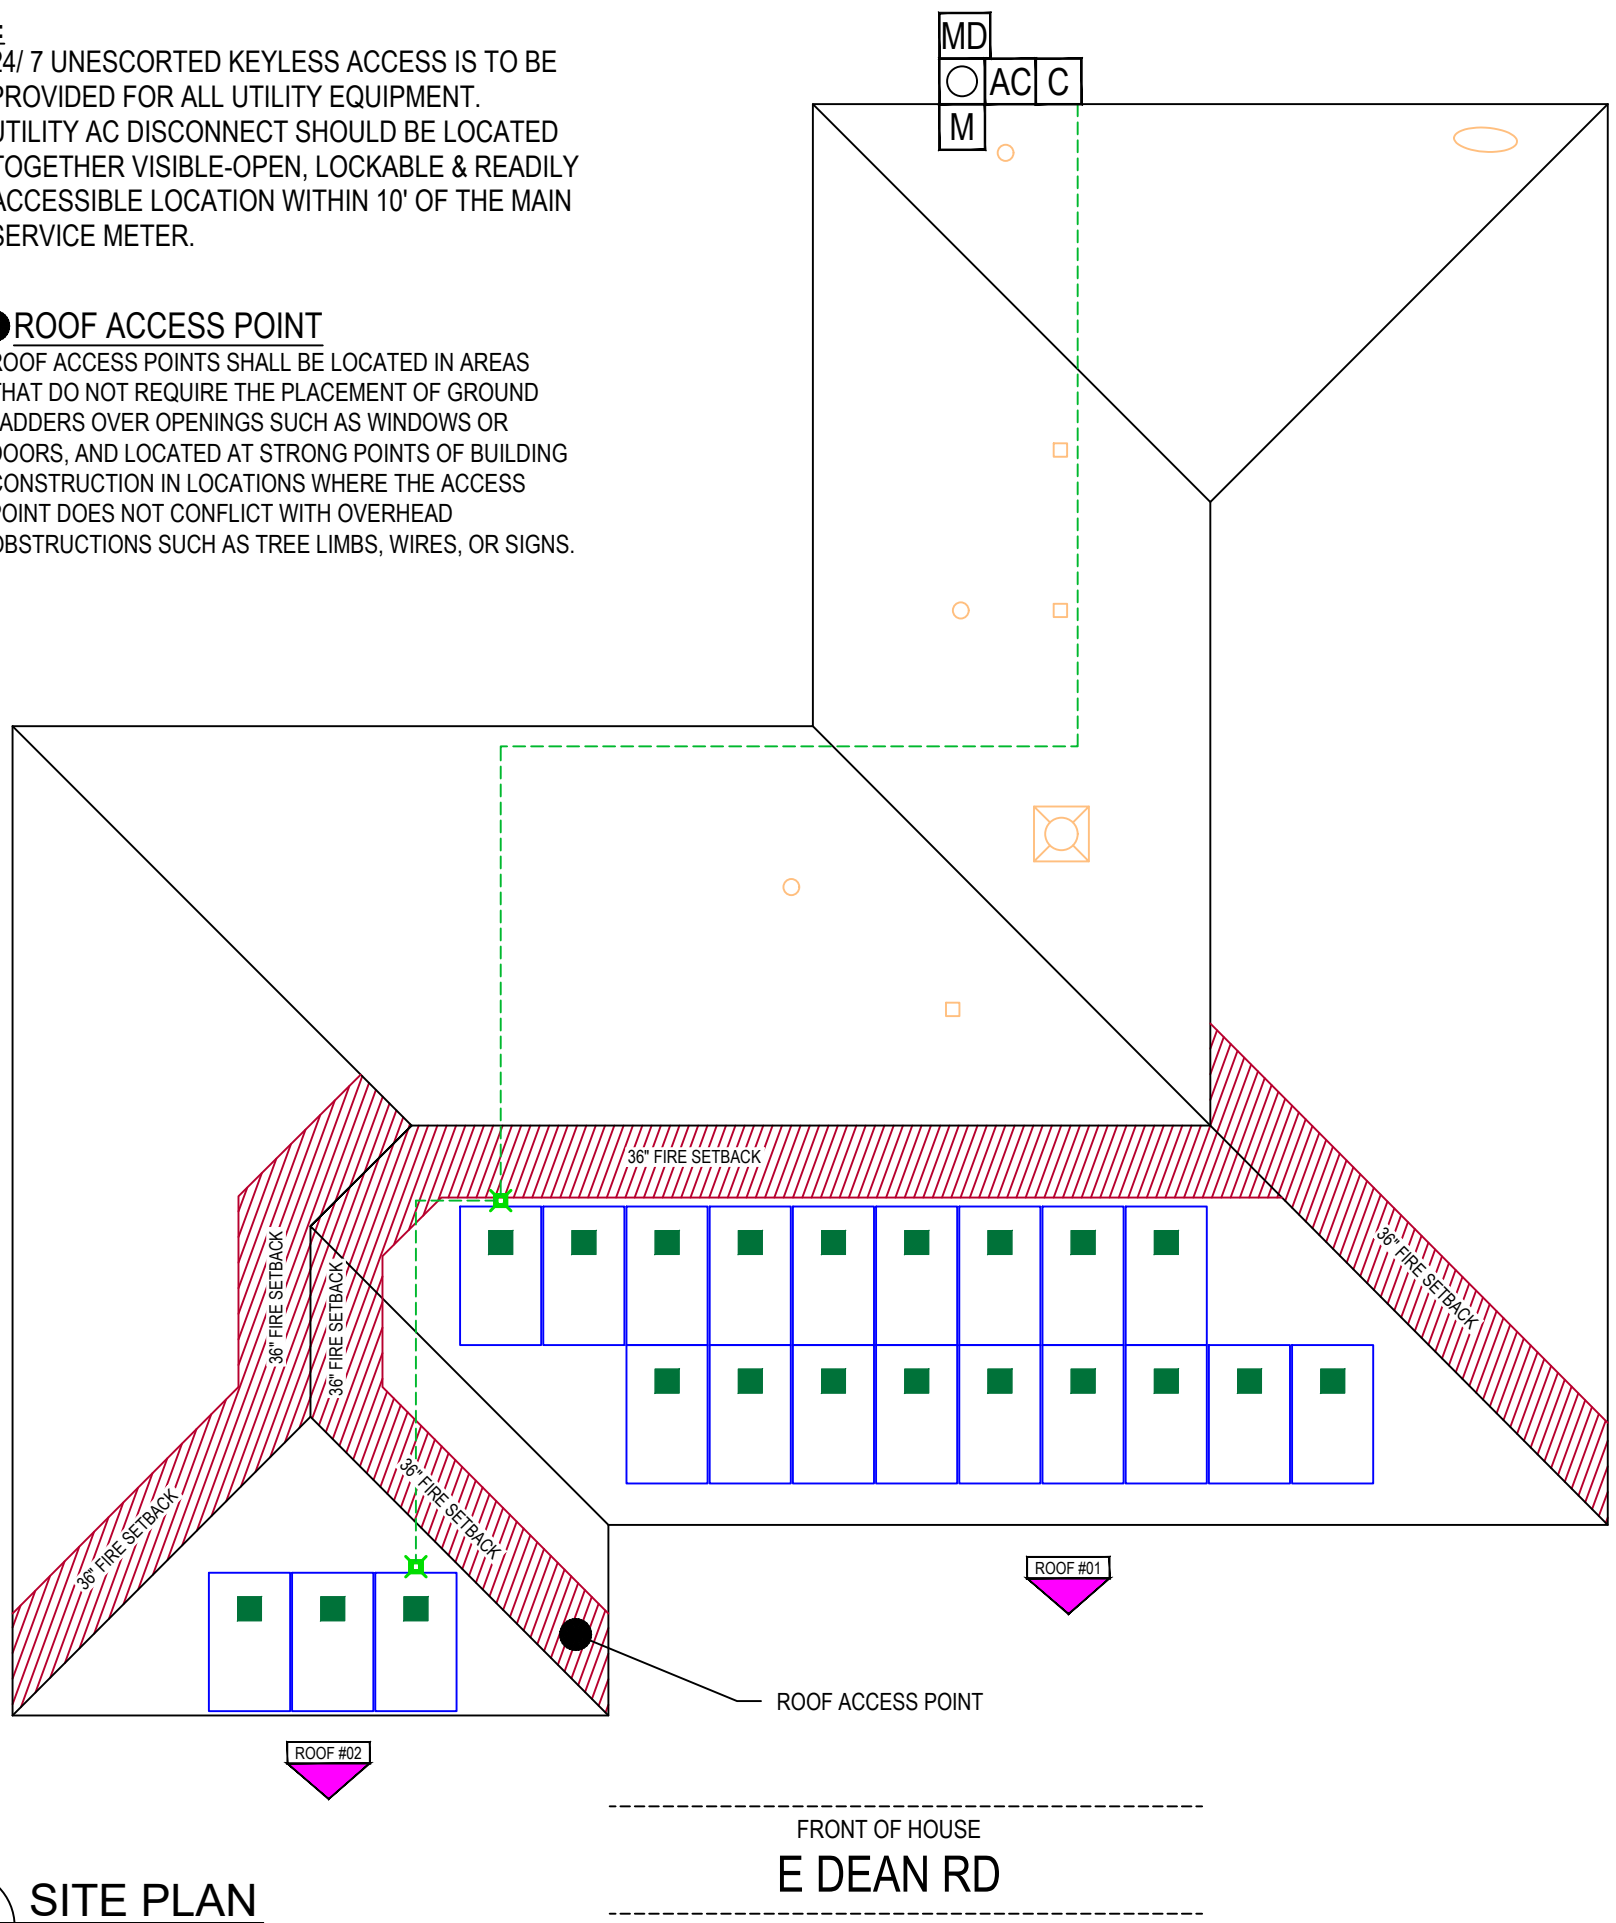 24/ 7 UNESCORTED KEYLESS ACCESS IS TO BE
PROVIDED FOR ALL UTILITY EQUIPMENT.
UTILITY AC DISCONNECT SHOULD BE LOCATED
TOGETHER VISIBLE-OPEN, LOCKABLE & READILY
ACCESSIBLE LOCATION WITHIN 10' OF THE MAIN
SERVICE METER.
ROOF ACCESS POINT
ROOF ACCESS POINTS SHALL BE LOCATED IN AREAS
THAT DO NOT REQUIRE THE PLACEMENT OF GROUND
LADDERS OVER OPENINGS SUCH AS WINDOWS OR
DOORS, AND LOCATED AT STRONG POINTS OF BUILDING
CONSTRUCTION IN LOCATIONS WHERE THE ACCESS
POINT DOES NOT CONFLICT WITH OVERHEAD
OBSTRUCTIONS SUCH AS TREE LIMBS, WIRES, OR SIGNS.
MD
AC C
M
36" FIRE SETBACK
36" FIRE SETBACK
36" FIRE SETBACK
36" FIRE SETBACK
36" FIRE SETBACK
36" FIRE SETBACK
ROOF #01
ROOF ACCESS POINT
ROOF #02
FRONT OF HOUSE
E DEAN RD
SITE PLAN